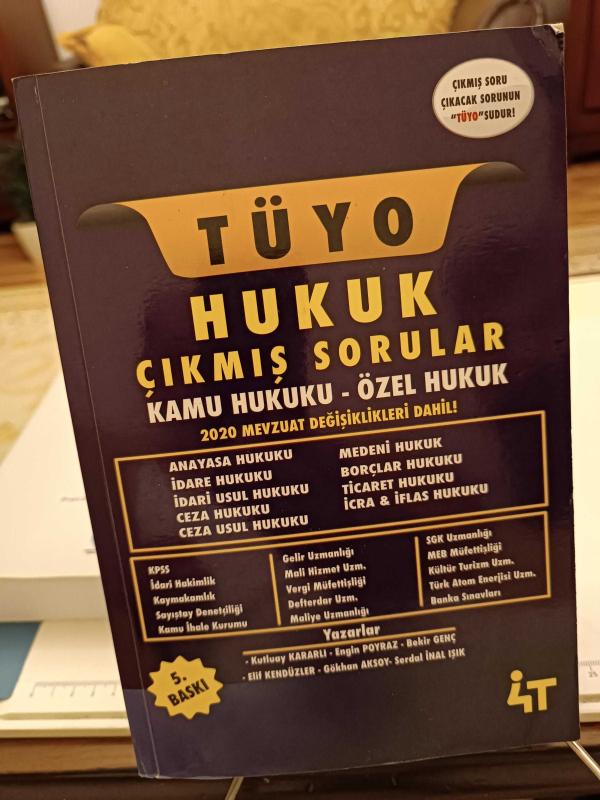 ÇIKMIŞ SORU
ÇIKACAK SORUNUN
"TÜYO"SUDUR!
TÜYO
HUKUK
ÇIKMIŞ SORULAR
KAMU HUKUKU - ÖZEL HUKUK
2020 MEVZUAT DEĞİŞİKLİKLERİ DAHİL!
ANAYASA HUKUKU
İDARE HUKUKU
İDARİ USUL HUKUKU
CEZA HUKUKU
CEZA USUL HUKUKU
MEDENİ HUKUK
BORÇLAR HUKUKU
TİCARET HUKUKU
İCRA & İFLAS HUKUKU
KPSS
İdari Hakimlik
Kaymakamlık
Sayıştay Denetçiliği
Kamu İhale Kurumu
Gelir Uzmanlığı
Mali Hizmet Uzm.
Vergi Müfettişliği
Defterdar Uzm.
Maliye Uzmanlığı
SGK Uzmanlığı
MEB Müfettişliği
Kültür Turizm Uzm.
Türk Atom Enerjisi Uzm.
Banka Sınavları
Yazarlar
- Kutluay KARARLI - Engin POYRAZ - Bekir GENÇ
- Elif KENDÜZLER - Gökhan AKSOY- Serdal İNAL IŞIK
5.
BASKI
4T